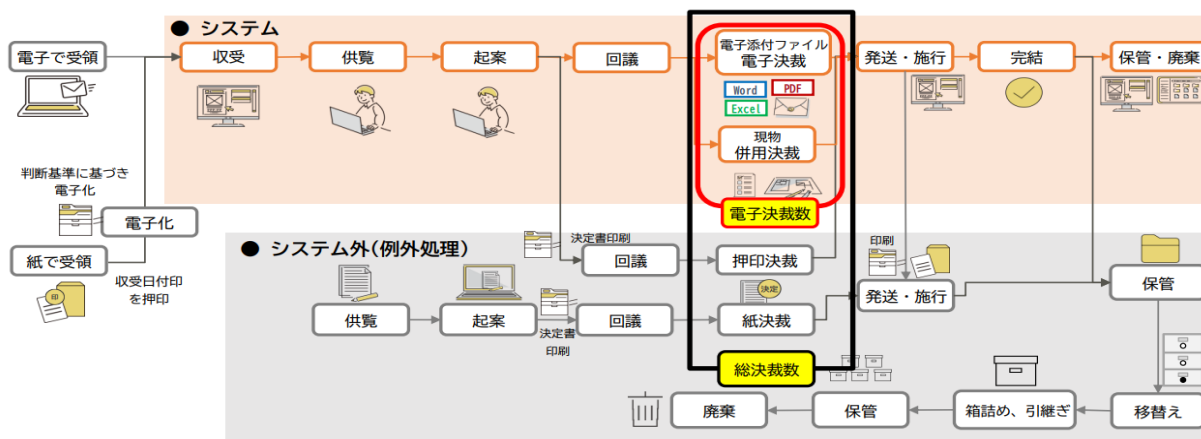 ● システム
電子で受領
収受
供覧
起案
回議
電子添付ファイル
電子決裁
発送・施行
完結
保管・廃棄
Word
PDF
Excel
現物
併用決裁
電子決裁数
判断基準に基づき
電子化
電子化
紙で受領
印
収受日付印
を押印
● システム外(例外処理)
決定書印刷
回議
押印決裁
印刷
発送・施行
保管
供覧
起案
決定書
印刷
回議
決定
紙決裁
総決裁数
廃棄
保管
箱詰め、引継ぎ
移替え